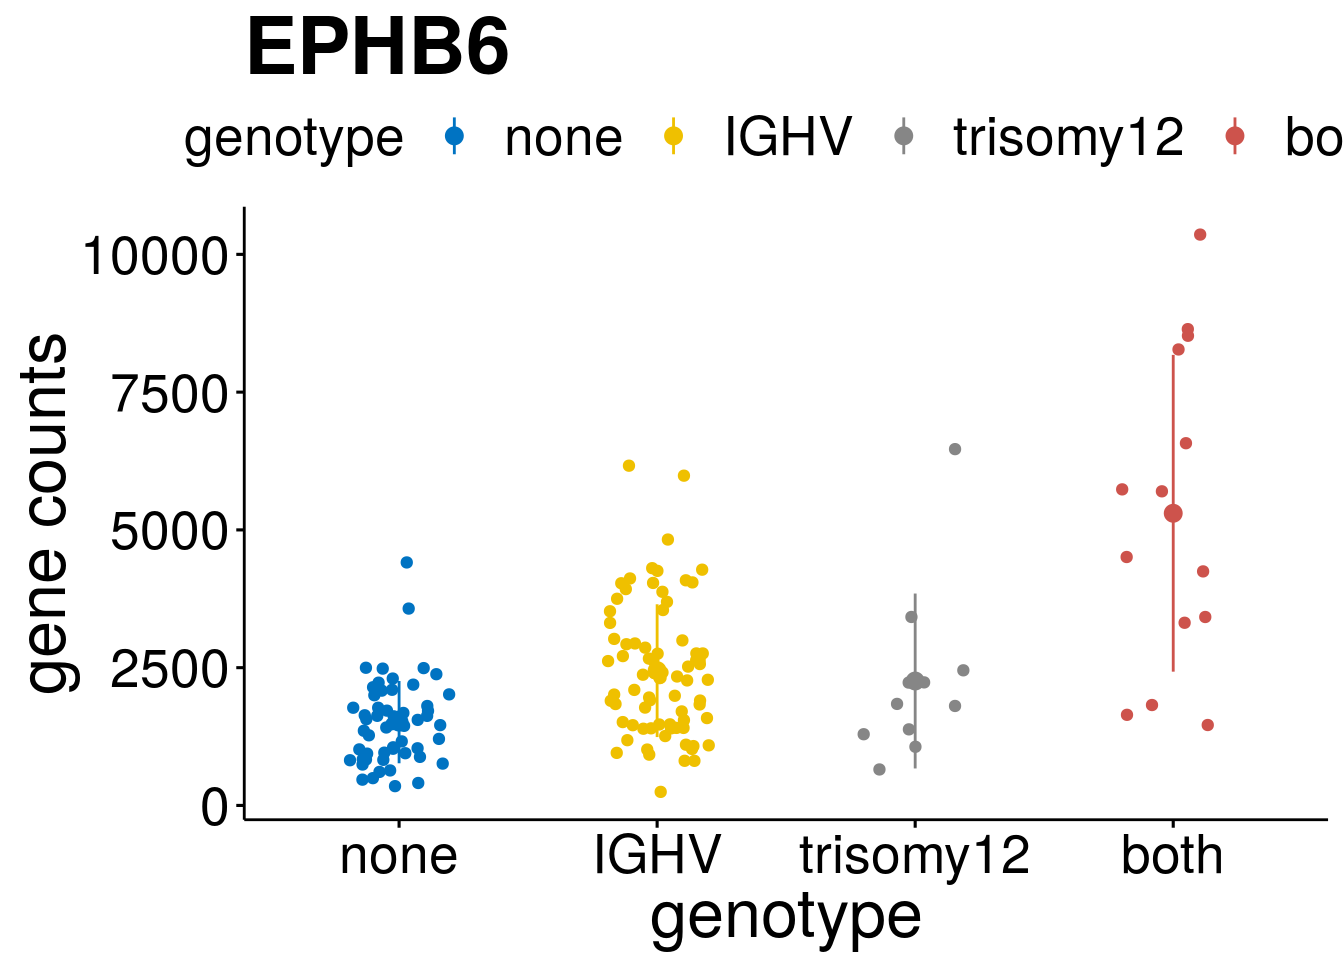 EPHB6
genotype none IGHV trisomy12 bo
10000
7500
5000
2500
0
gene counts
none IGHV trisomy12 both
genotype